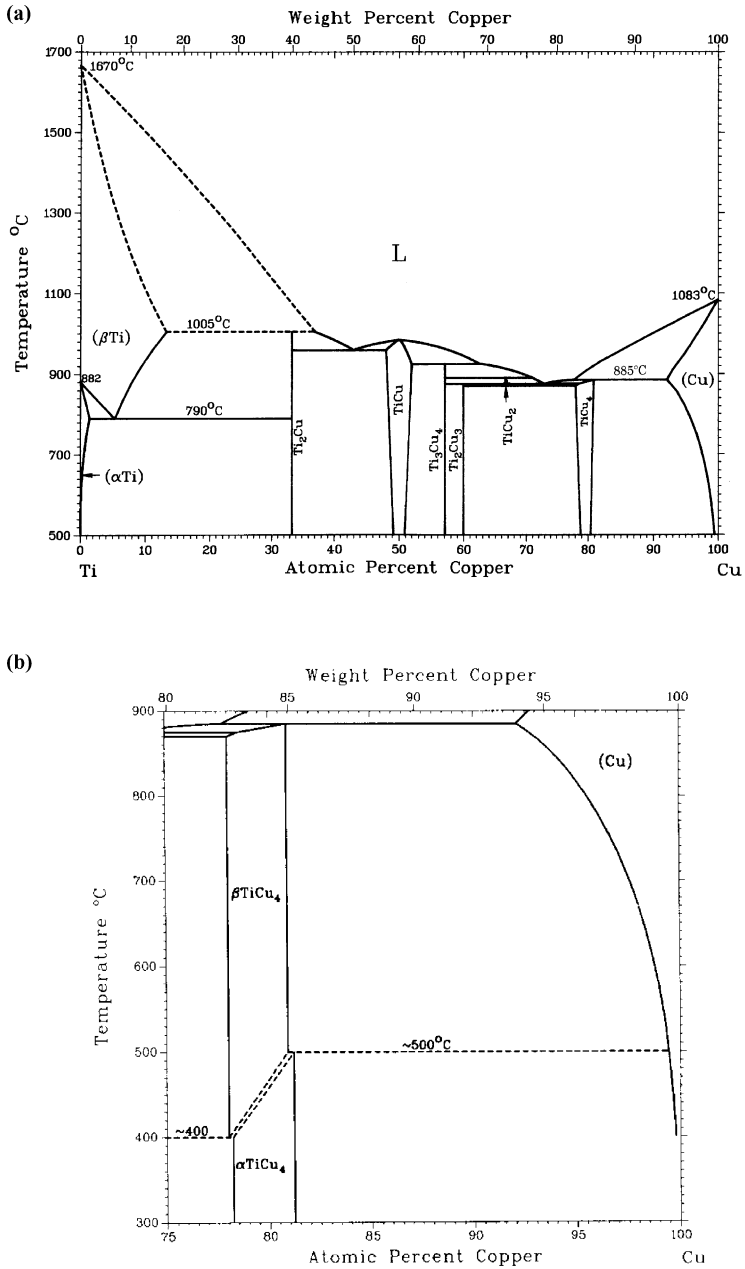 (a)
Weight Percent Copper
0 10 20 30 40 50 60 70 80 90 100
1700
1670°C
1500
1300
L
1100
1083°C
1005°C
(βTi)
900
882
885°C
(Cu)
790°C
Ti₂Cu
TiCu
Ti₃Cu₄
Ti₂Cu₃
TiCu₂
TiCu₄
700
(αTi)
500
Temperature °C
0 10 20 30 40 50 60 70 80 90 100
Ti
Atomic Percent Copper
Cu
(b)
Weight Percent Copper
80 85 90 95 100
900
(Cu)
800
βTiCu₄
700
600
~500°C
500
~400
400
αTiCu₄
300
Temperature °C
75 80 85 90 95 100
Atomic Percent Copper
Cu